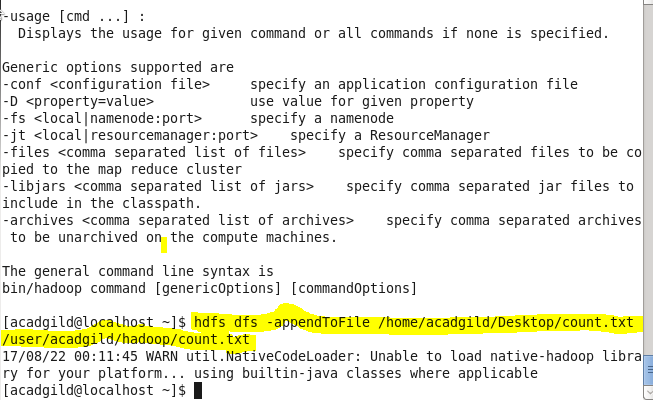 -usage [cmd ...] :
  Displays the usage for given command or all commands if none is specified.

Generic options supported are
-conf <configuration file>     specify an application configuration file
-D <property=value>            use value for given property
-fs <local|namenode:port>      specify a namenode
-jt <local|resourcemanager:port>    specify a ResourceManager
-files <comma separated list of files>    specify comma separated files to be co
pied to the map reduce cluster
-libjars <comma separated list of jars>    specify comma separated jar files to
include in the classpath.
-archives <comma separated list of archives>    specify comma separated archives
 to be unarchived on the compute machines.

The general command line syntax is
bin/hadoop command [genericOptions] [commandOptions]

[acadgild@localhost ~]$ hdfs dfs -appendToFile /home/acadgild/Desktop/count.txt
/user/acadgild/hadoop/count.txt
17/08/22 00:11:45 WARN util.NativeCodeLoader: Unable to load native-hadoop libra
ry for your platform... using builtin-java classes where applicable
[acadgild@localhost ~]$